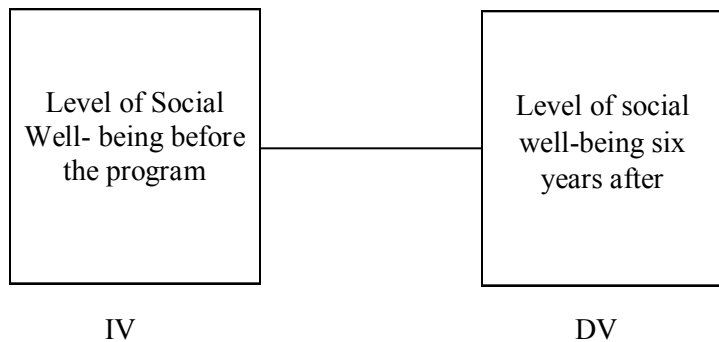 Level of Social
Well- being before
the program
Level of social
well-being six
years after
IV
DV